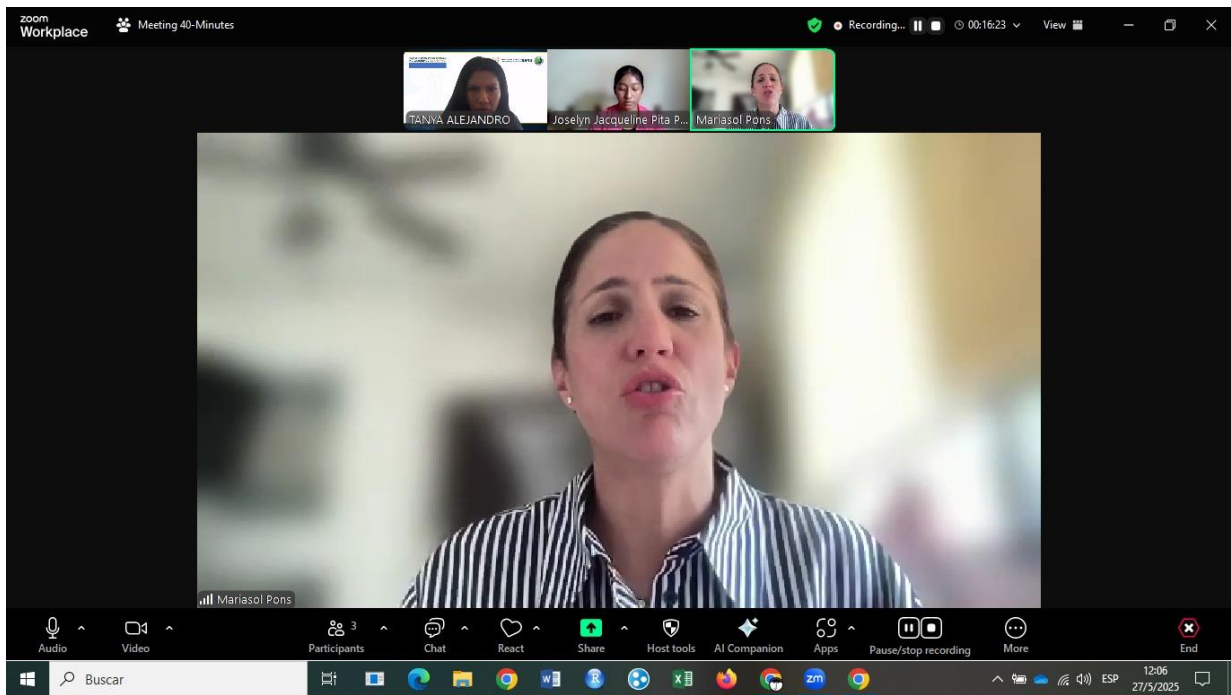 zoom
Workplace
Meeting 40-Minutes
Recording...
00:16:23
View
TANYA ALEJANDRO
Joselyn Jacqueline Pita P...
Mariasol Pons
Mariasol Pons
Audio
Video
3
Participants
Chat
React
Share
Host tools
AI Companion
Apps
Pause/stop recording
More
End
Buscar
zm
ESP
12:06
27/5/2025